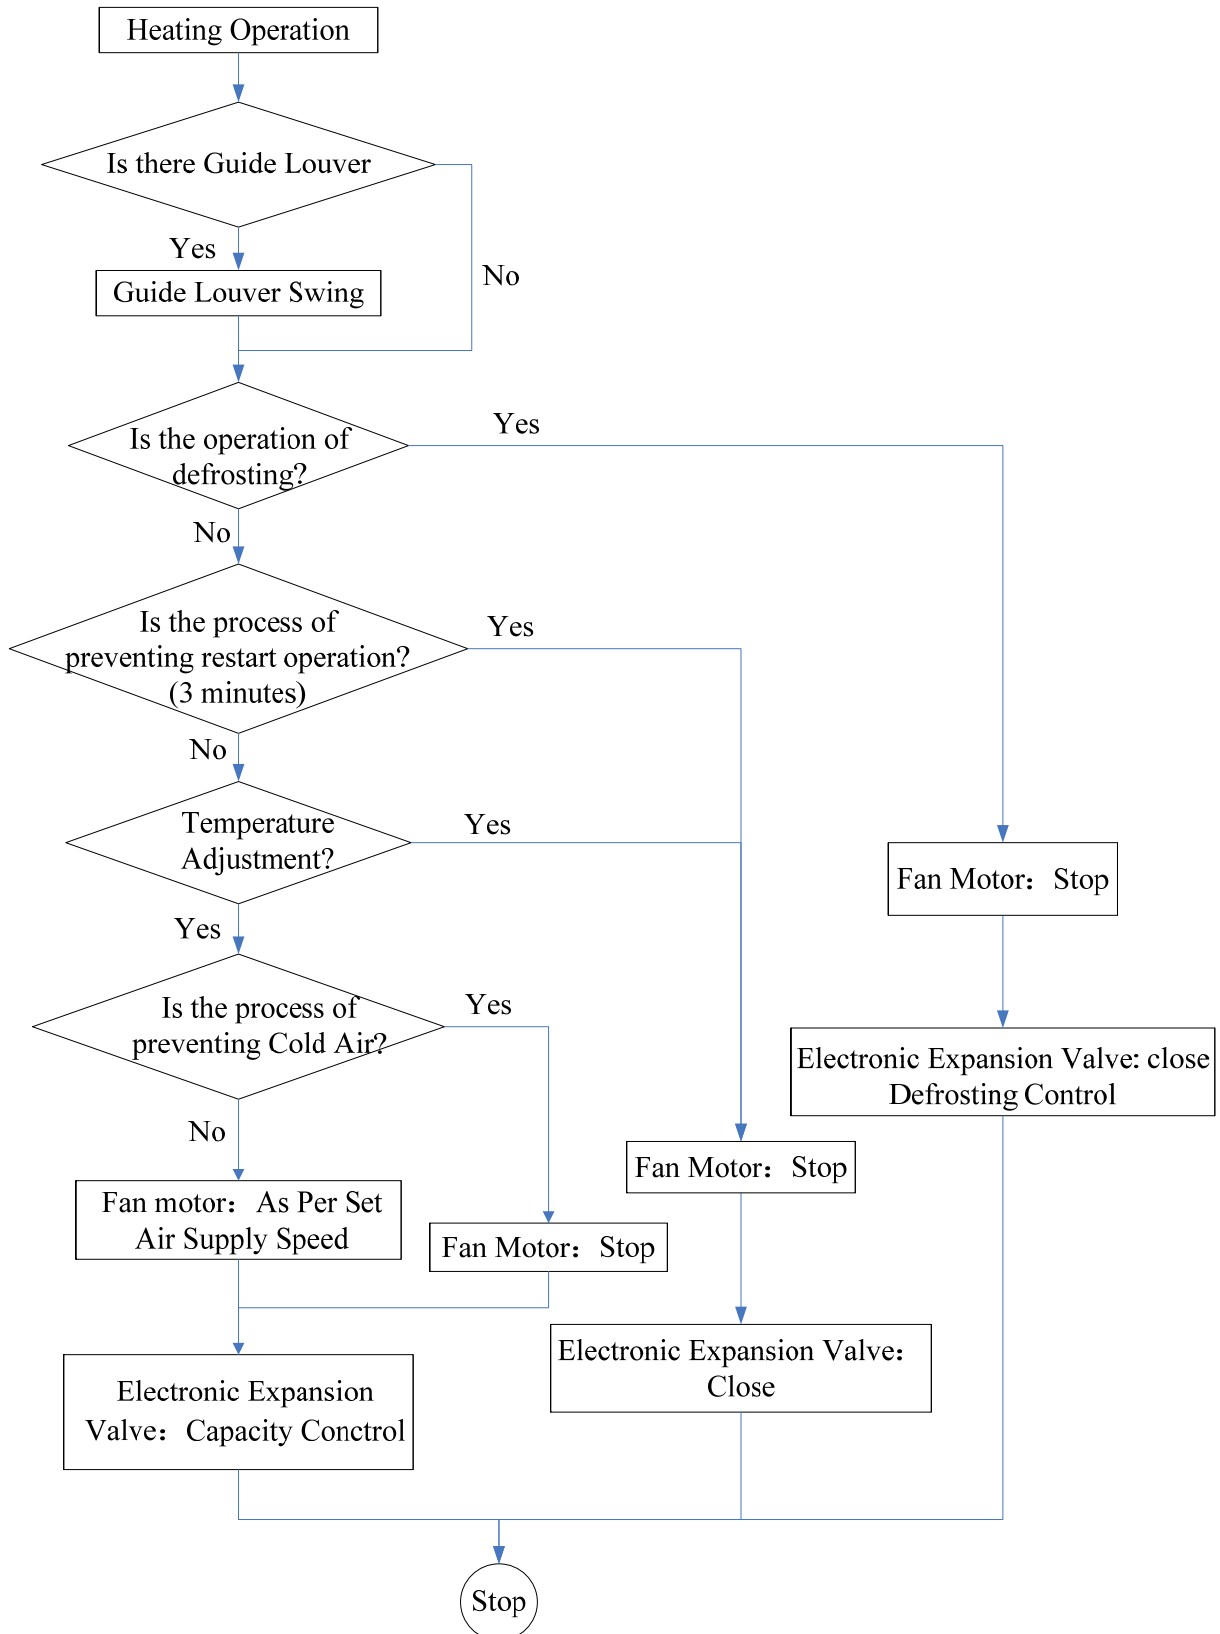 Heating Operation
Is there Guide Louver
Yes
No
Guide Louver Swing
Yes
Is the operation of
defrosting?
No
Is the process of
preventing restart operation?
(3 minutes)
Yes
No
Temperature
Adjustment?
Yes
Yes
Fan Motor：Stop
Is the process of
preventing Cold Air?
Yes
Electronic Expansion Valve: close
Defrosting Control
No
Fan Motor：Stop
Fan motor：As Per Set
Air Supply Speed
Fan Motor：Stop
Electronic Expansion Valve：
Close
Electronic Expansion
Valve：Capacity Conctrol
Stop